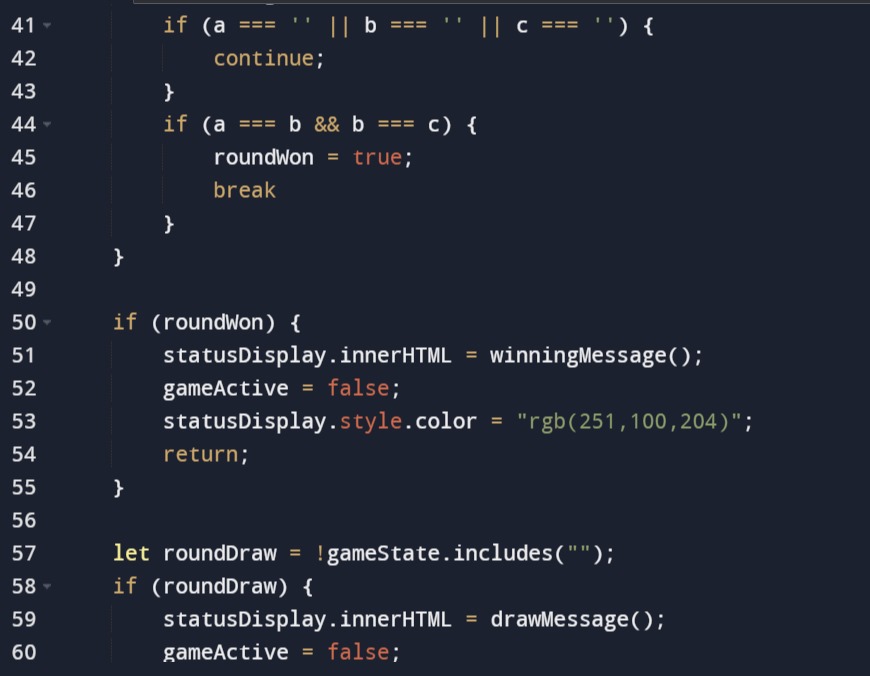 41 if (a === '' || b === '' || c === '') {
42 continue;
43 }
44 if (a === b && b === c) {
45 roundWon = true;
46 break
47 }
48 }
49
50 if (roundWon) {
51 statusDisplay.innerHTML = winningMessage();
52 gameActive = false;
53 statusDisplay.style.color = "rgb(251,100,204)";
54 return;
55 }
56
57 let roundDraw = !gameState.includes("");
58 if (roundDraw) {
59 statusDisplay.innerHTML = drawMessage();
60 gameActive = false;